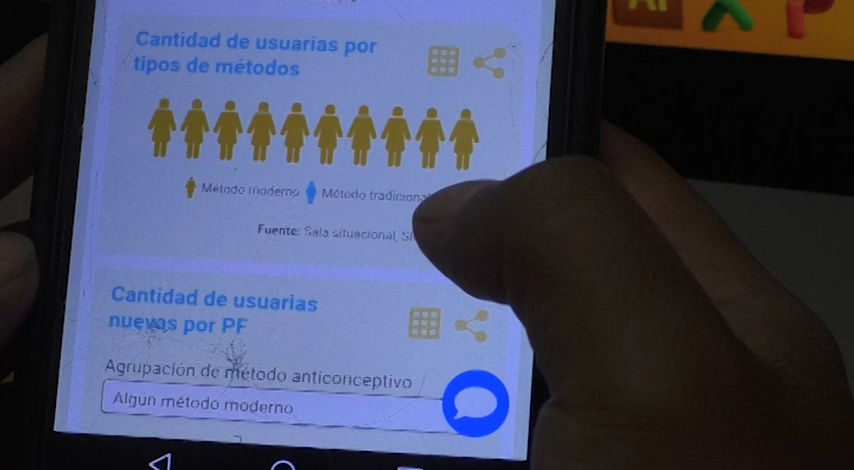 Cantidad de usuarias por
tipos de métodos
Método moderno Método tradicional
Fuente: Sala situacional,
Cantidad de usuarias
nuevas por PF
Agrupación de método anticonceptivo
Algún método moderno